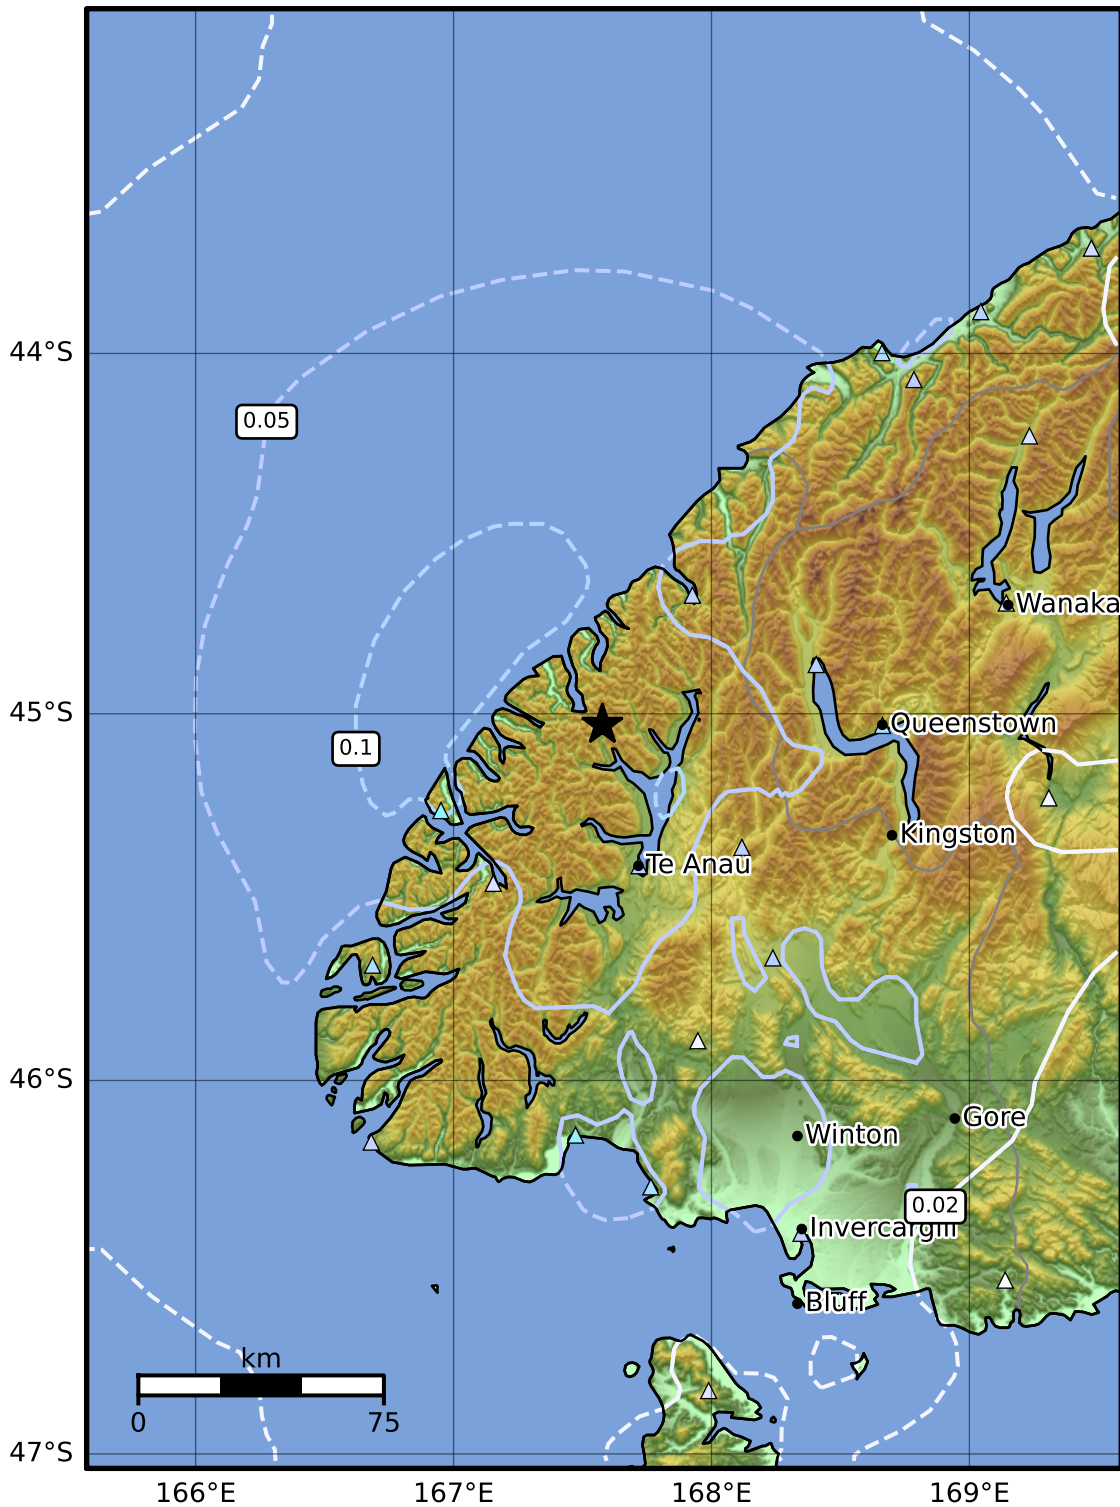 0.05
44°S
Wanaka
45°S
Queenstown
0.1
Kingston
Te Anau
46°S
Gore
Winton
0.02
Invercargill
Bluff
km
0
75
47°S
166°E
167°E
168°E
169°E